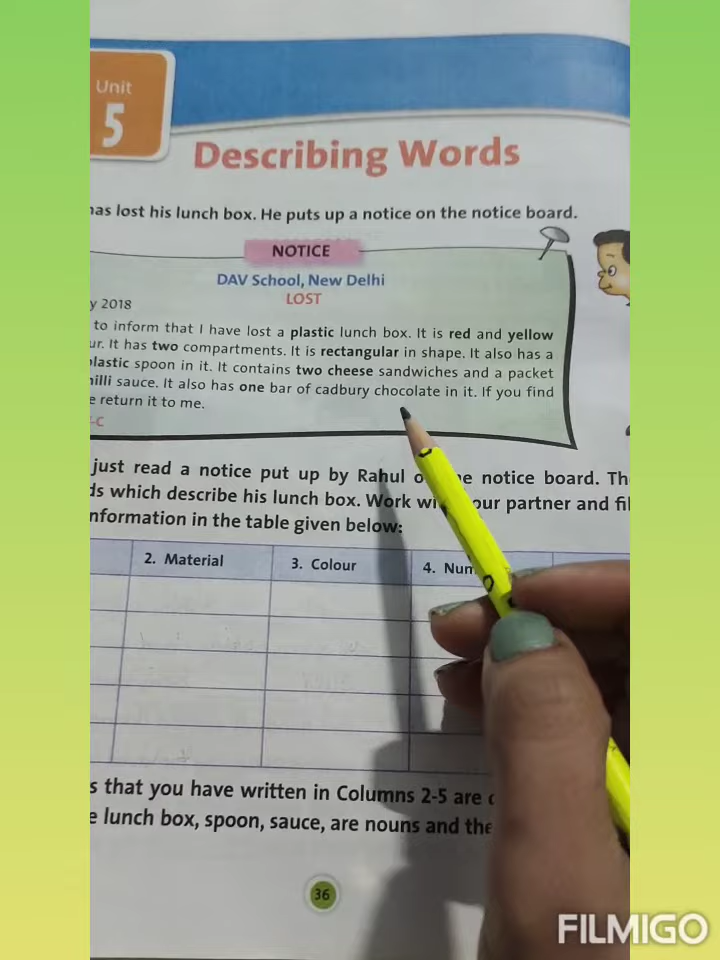 Unit
5
Describing Words
has lost his lunch box. He puts up a notice on the notice board.
NOTICE
DAV School, New Delhi
LOST
y 2018
to inform that I have lost a plastic lunch box. It is red and yellow
ur. It has two compartments. It is rectangular in shape. It also has a
plastic spoon in it. It contains two cheese sandwiches and a packet
hilli sauce. It also has one bar of cadbury chocolate in it. If you find
e return it to me.
-C
just read a notice put up by Rahul o notice board. Th
ds which describe his lunch box. Work wi our partner and fil
nformation in the table given below:
2. Material 3. Colour 4. Num
s that you have written in Columns 2-5 are
e lunch box, spoon, sauce, are nouns and the
36
FILMIGO